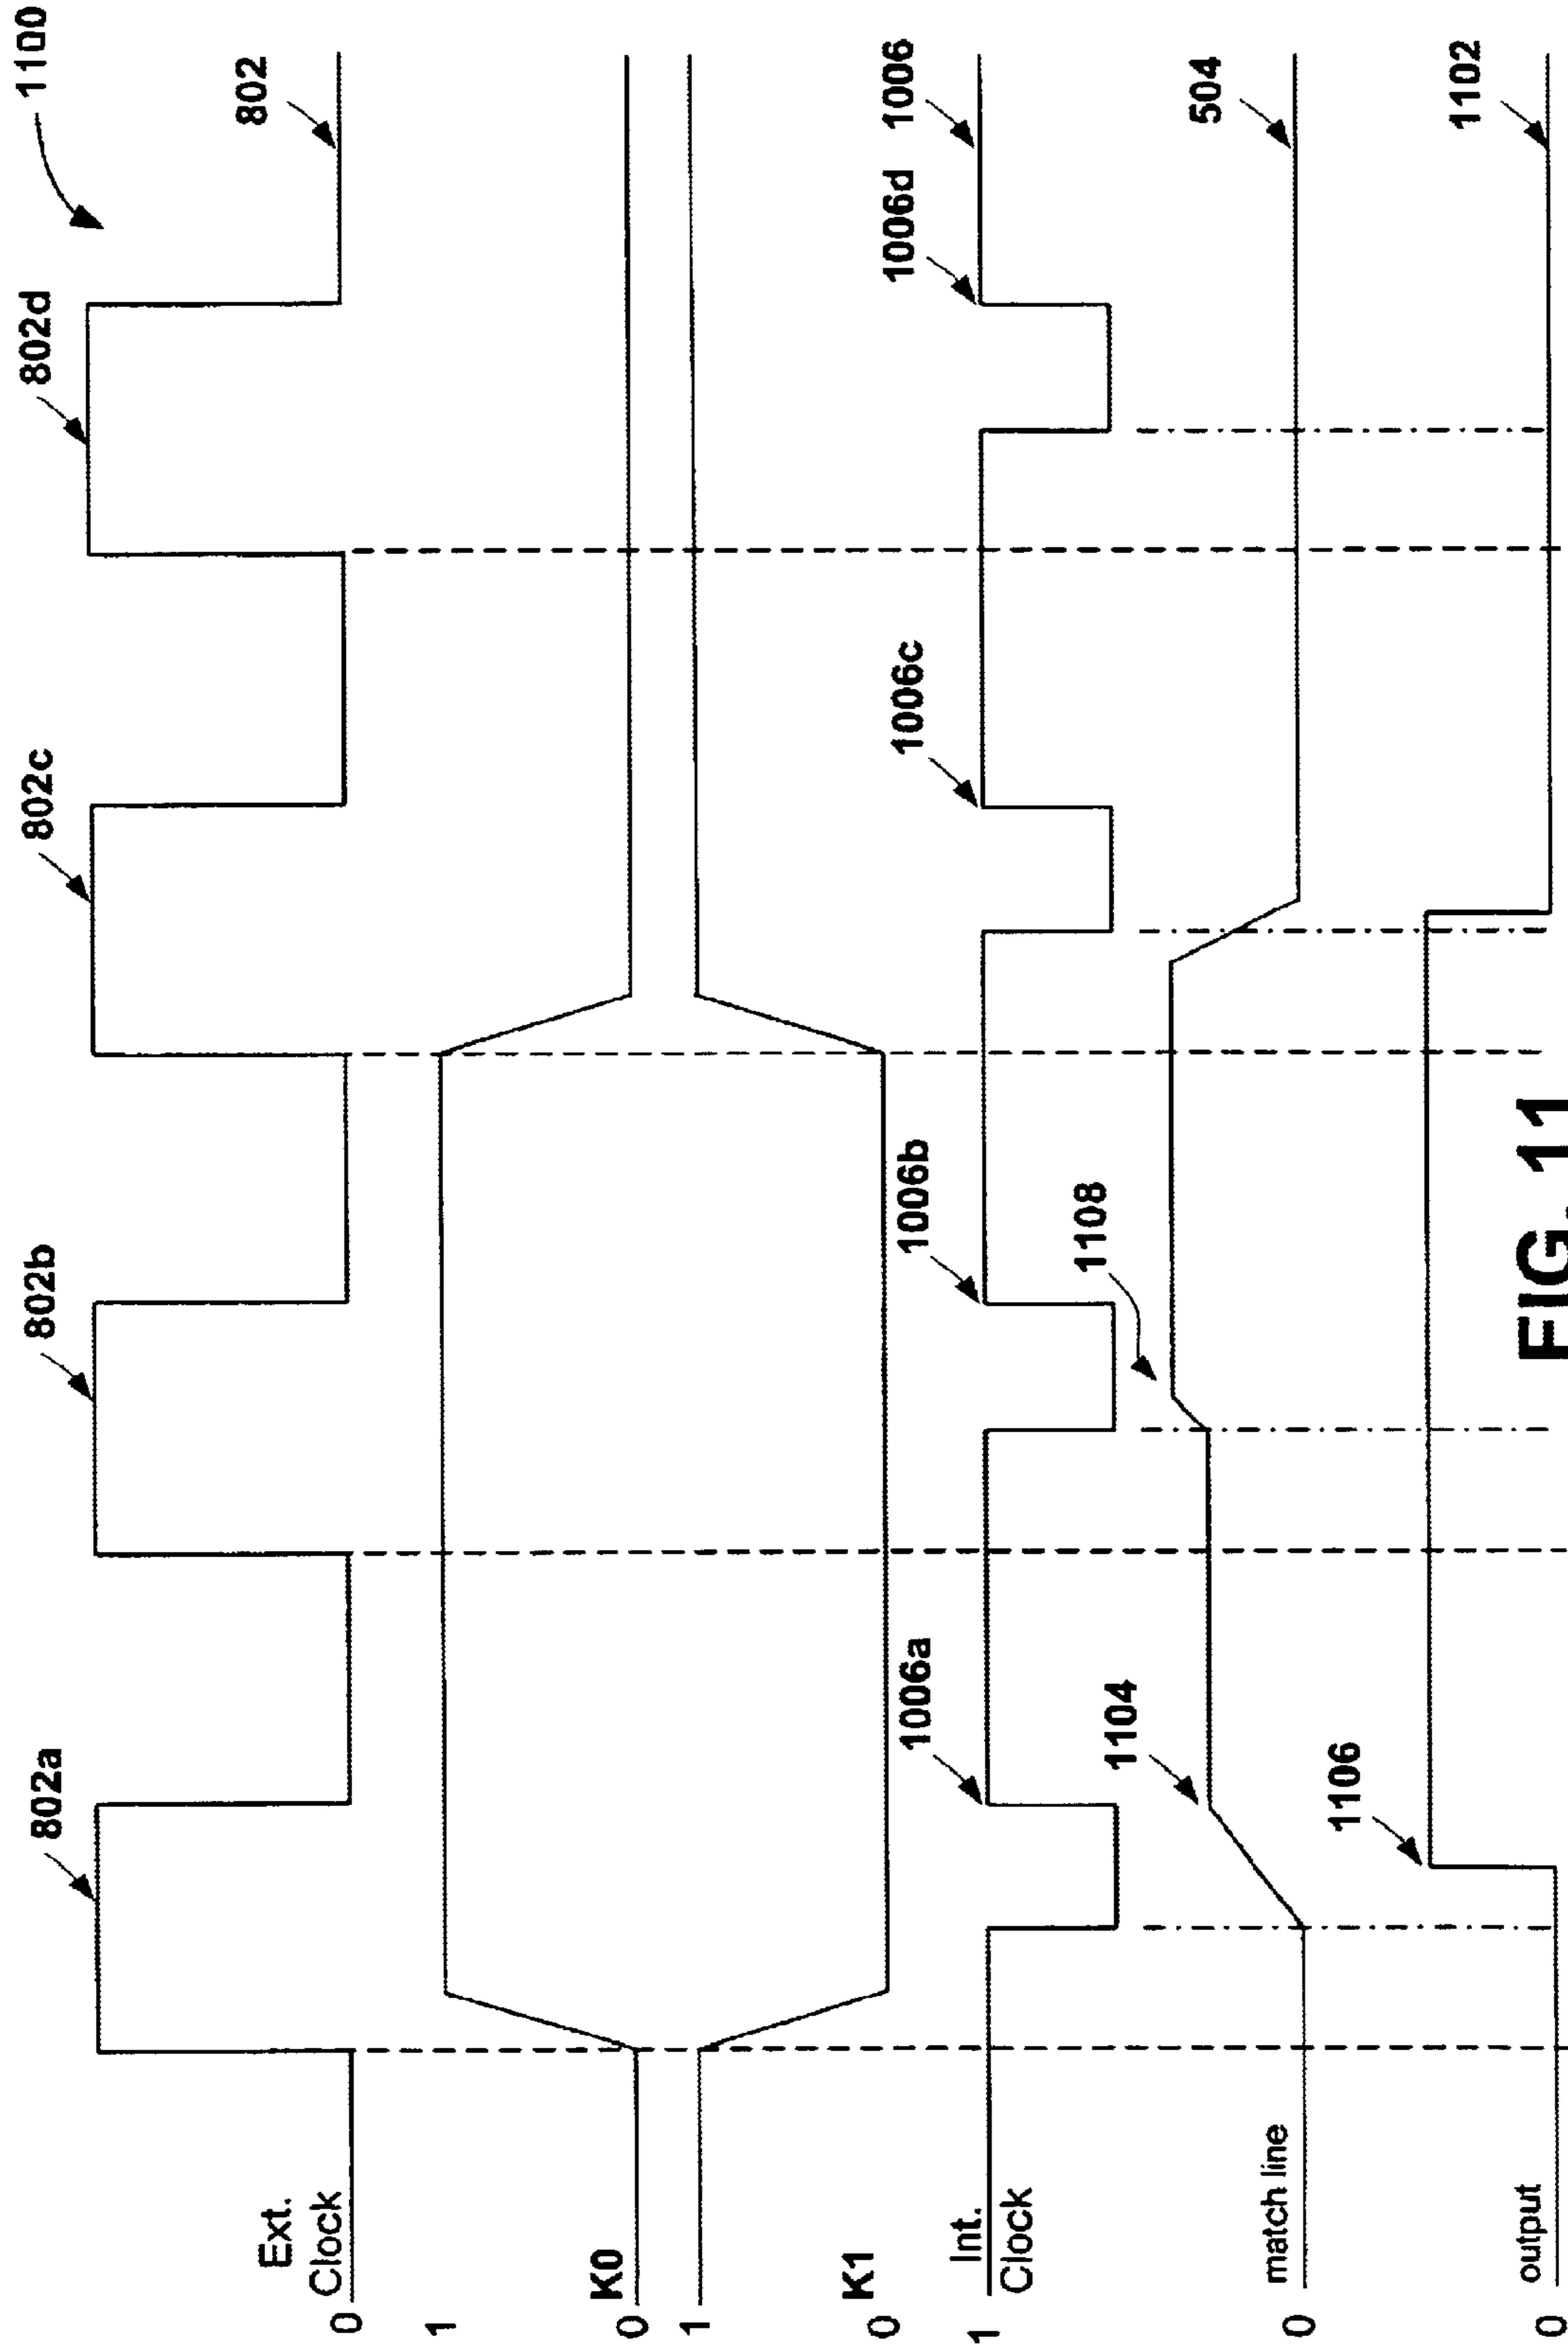 1100
802a
802b
802c
802d
802
Ext.
Clock
0
1
K0
0
1
K1
0
1006a
1006b
1006c
1006d
1006
Int.
Clock
1
1104
1108
504
match line
0
1106
1102
output
0
FIG. 11